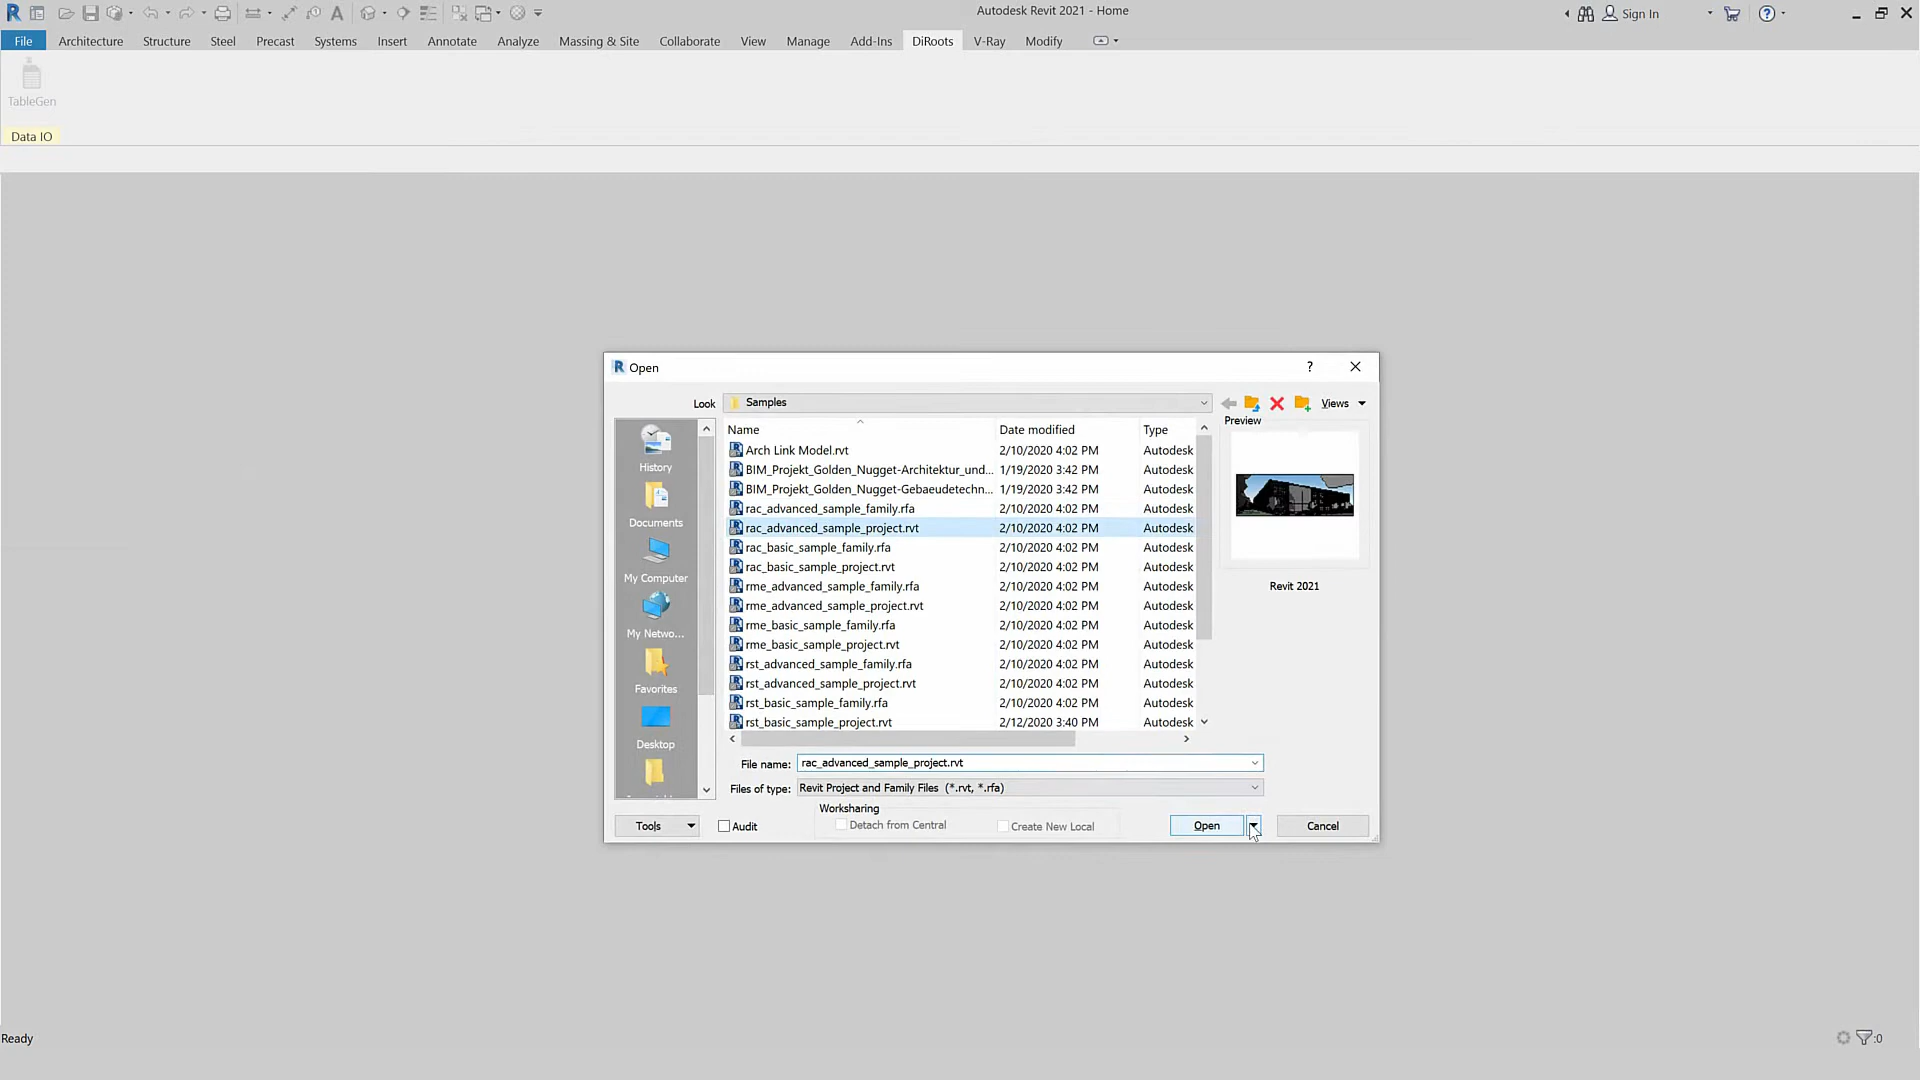 Autodesk Revit 2021 - Home
Sign In
File Architecture Structure Steel Precast Systems Insert Annotate Analyze Massing & Site Collaborate View Manage Add-Ins DiRoots V-Ray Modify
TableGen
Data IO
Open
Look Samples Views
Preview
Name Date modified Type
Arch Link Model.rvt 2/10/2020 4:02 PM Autodesk
BIM_Projekt_Golden_Nugget-Architektur_und... 1/19/2020 3:42 PM Autodesk
BIM_Projekt_Golden_Nugget-Gebaeudetechn... 1/19/2020 3:42 PM Autodesk
rac_advanced_sample_family.rfa 2/10/2020 4:02 PM Autodesk
rac_advanced_sample_project.rvt 2/10/2020 4:02 PM Autodesk
rac_basic_sample_family.rfa 2/10/2020 4:02 PM Autodesk
rac_basic_sample_project.rvt 2/10/2020 4:02 PM Autodesk
rme_advanced_sample_family.rfa 2/10/2020 4:02 PM Autodesk
rme_advanced_sample_project.rvt 2/10/2020 4:02 PM Autodesk
rme_basic_sample_family.rfa 2/10/2020 4:02 PM Autodesk
rme_basic_sample_project.rvt 2/10/2020 4:02 PM Autodesk
rst_advanced_sample_family.rfa 2/10/2020 4:02 PM Autodesk
rst_advanced_sample_project.rvt 2/10/2020 4:02 PM Autodesk
rst_basic_sample_family.rfa 2/10/2020 4:02 PM Autodesk
rst_basic_sample_project.rvt 2/12/2020 3:40 PM Autodesk
History
Documents
My Computer
My Netwo...
Favorites
Desktop
Revit 2021
File name: rac_advanced_sample_project.rvt
Files of type: Revit Project and Family Files (*.rvt, *.rfa)
Worksharing
Tools Audit Detach from Central Create New Local Open Cancel
Ready
:0